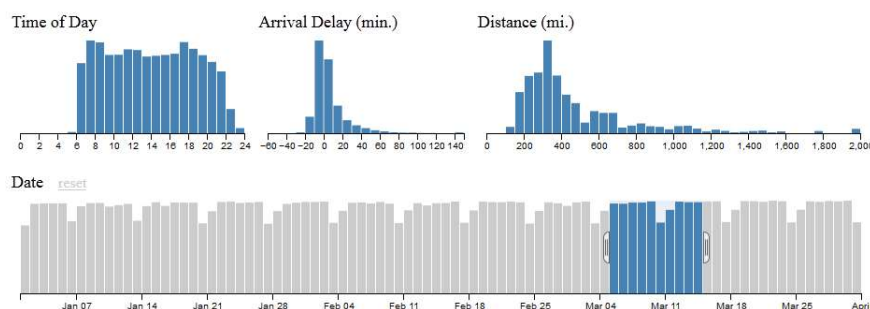 Time of Day
Arrival Delay (min.)
Distance (mi.)
0 2 4 6 8 10 12 14 16 18 20 22 24
−60 −40 −20 0 20 40 60 80 100 120 140
0 200 400 600 800 1,000 1,200 1,400 1,600 1,800 2,000
Date reset
Jan 07 Jan 14 Jan 21 Jan 28 Feb 04 Feb 11 Feb 18 Feb 25 Mar 04 Mar 11 Mar 18 Mar 25 April